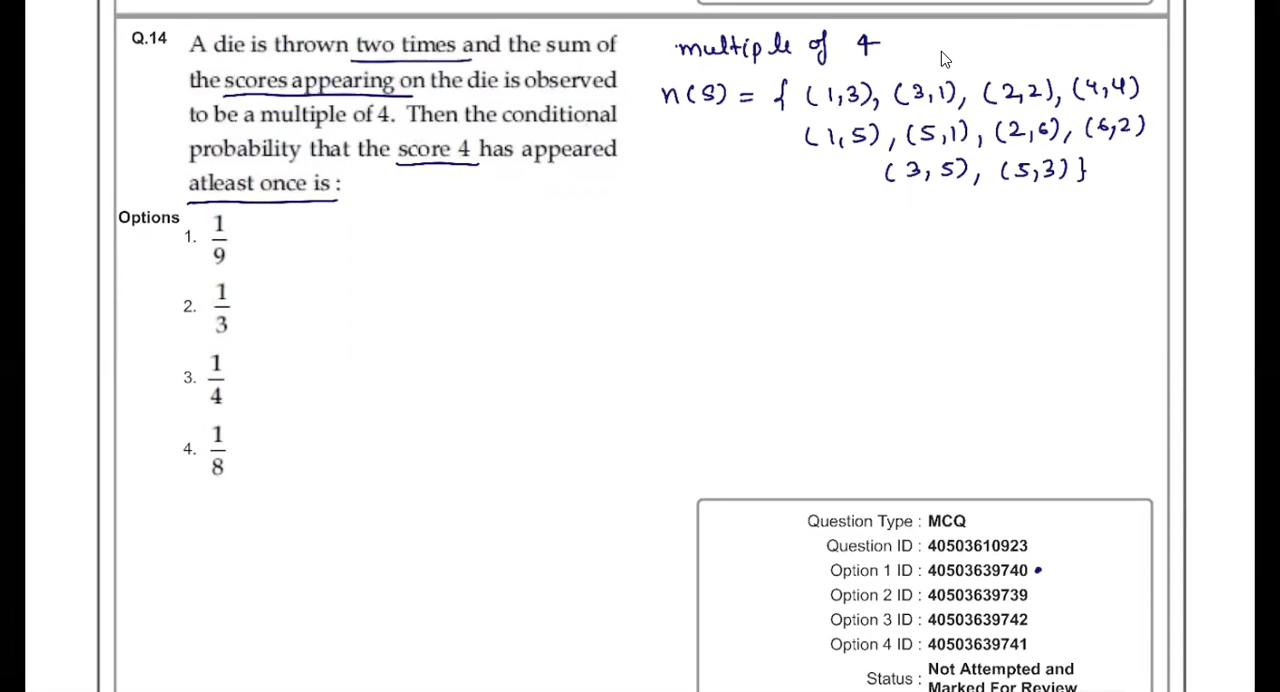 Q.14 A die is thrown two times and the sum of
the scores appearing on the die is observed
to be a multiple of 4. Then the conditional
probability that the score 4 has appeared
atleast once is :
Options
1. 1/9
2. 1/3
3. 1/4
4. 1/8
multiple of 4
n(S) = { (1,3), (3,1), (2,2), (4,4)
(1,5), (5,1), (2,6), (6,2)
(3,5), (5,3) }
Question Type : MCQ
Question ID : 40503610923
Option 1 ID : 40503639740
Option 2 ID : 40503639739
Option 3 ID : 40503639742
Option 4 ID : 40503639741
Status : Not Attempted and
Marked For Review